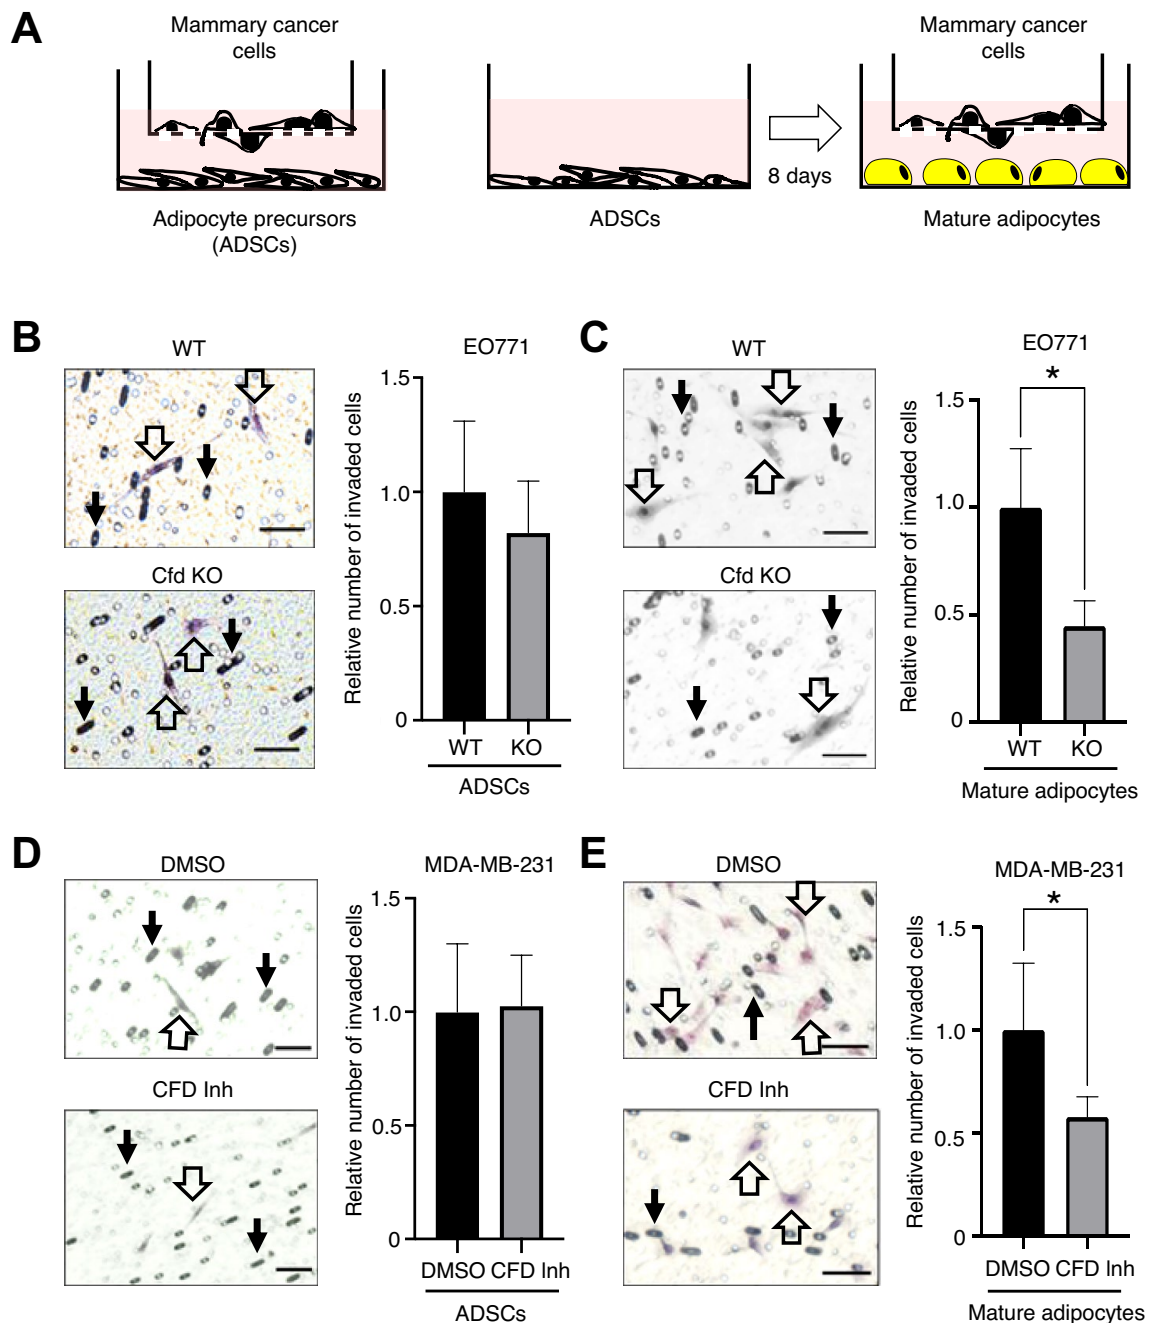 A
Mammary cancer
cells
Mammary cancer
cells
8 days
Adipocyte precursors
(ADSCs)
ADSCs
Mature adipocytes
B
WT
Cfd KO
EO771
Relative number of invaded cells
1.5
1.0
0.5
0
WT KO
ADSCs
C
WT
Cfd KO
EO771
*
Relative number of invaded cells
1.5
1.0
0.5
0
WT KO
Mature adipocytes
D
DMSO
CFD Inh
MDA-MB-231
Relative number of invaded cells
1.5
1.0
0.5
0
DMSO CFD Inh
ADSCs
E
DMSO
CFD Inh
MDA-MB-231
*
Relative number of invaded cells
1.5
1.0
0.5
0
DMSO CFD Inh
Mature adipocytes